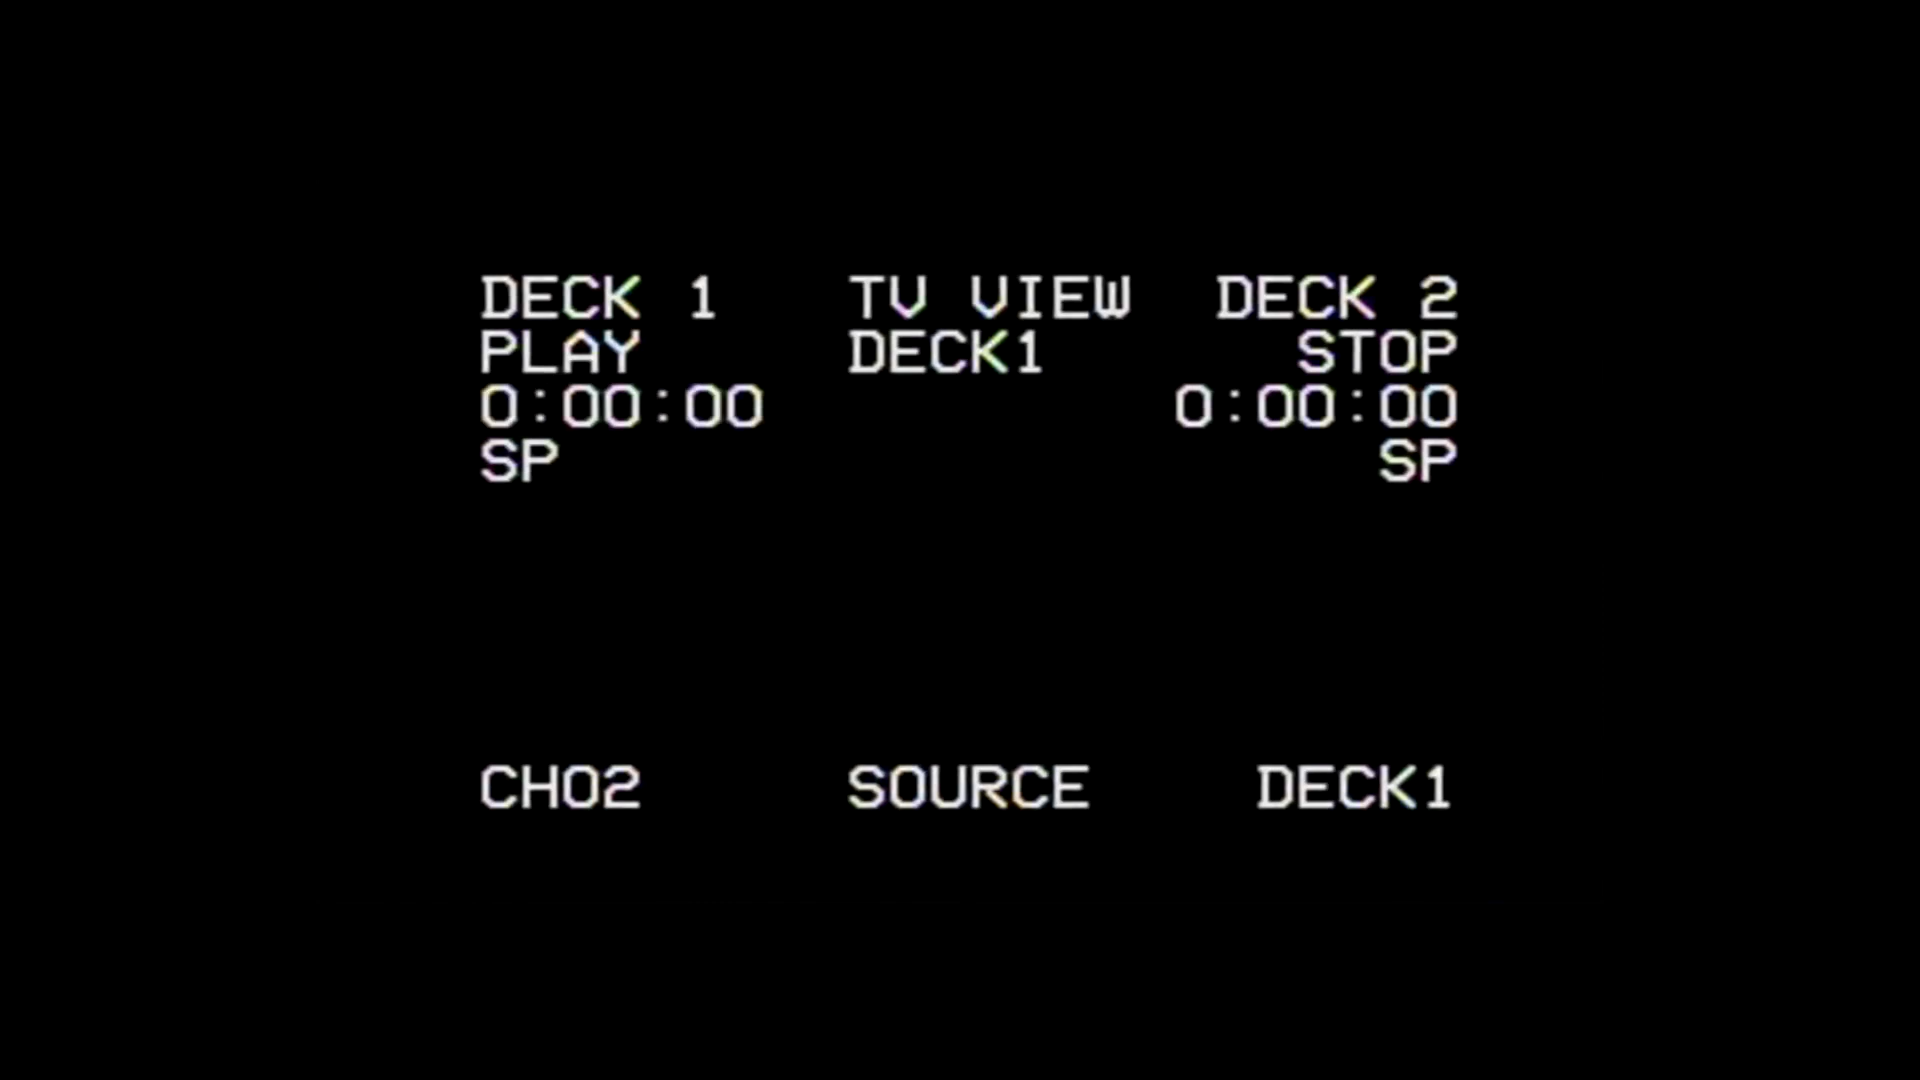 DECK 1 TV VIEW DECK 2
PLAY DECK1 STOP
0:00:00 0:00:00
SP SP
CH02 SOURCE DECK1